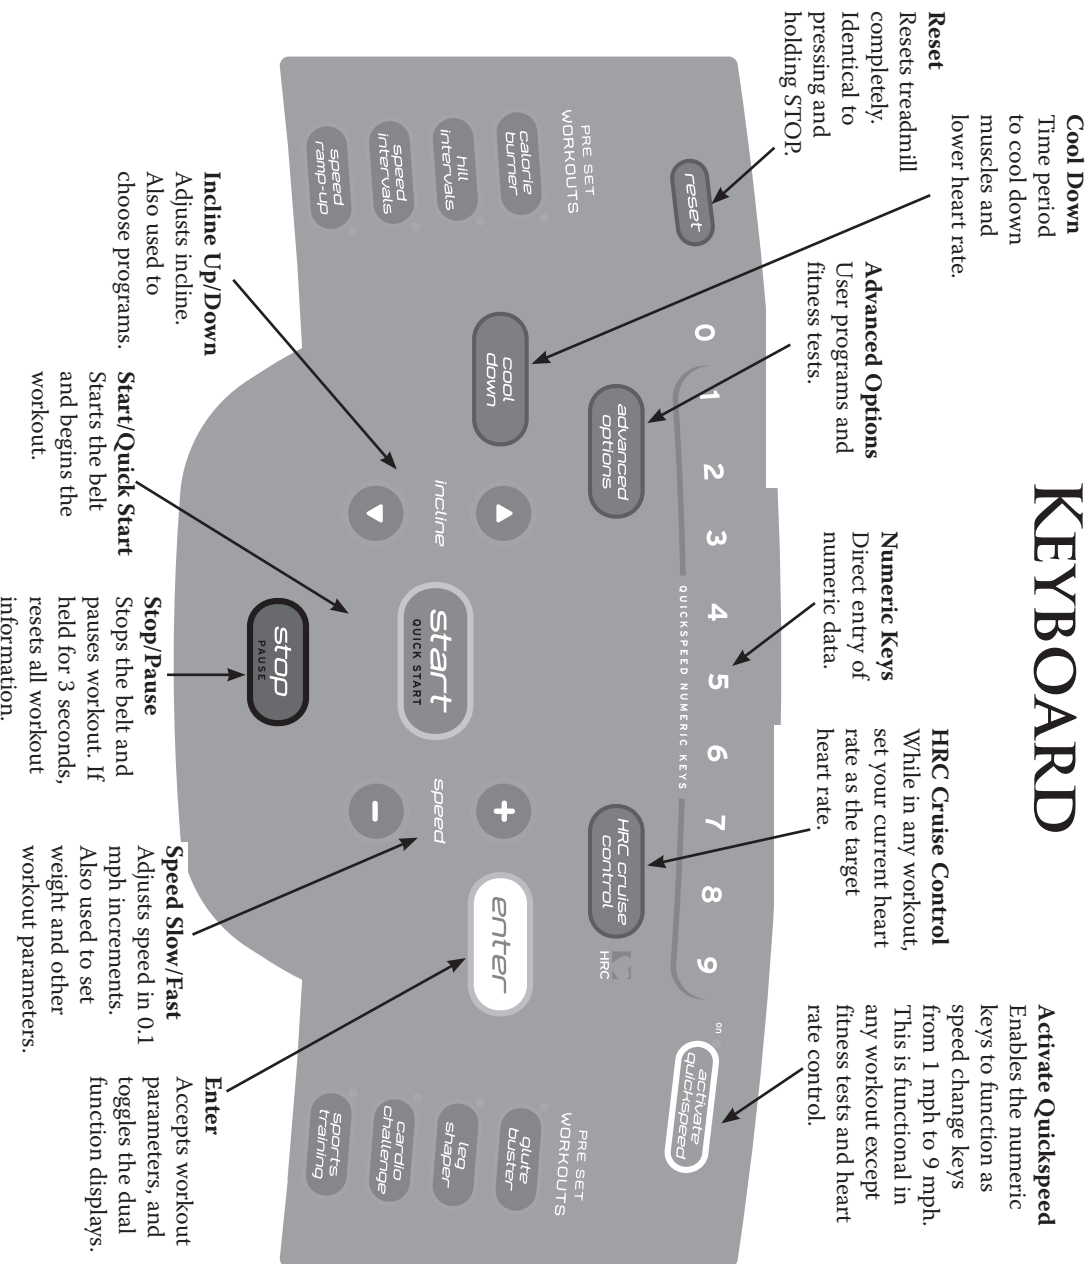 KEYBOARD
Cool Down
Time period
to cool down
muscles and
lower heart rate.
Reset
Resets treadmill
completely.
Identical to
pressing and
holding STOP.
Advanced Options
User programs and
fitness tests.
Numeric Keys
Direct entry of
numeric data.
HRC Cruise Control
While in any workout,
set your current heart
rate as the target
heart rate.
Activate Quickspeed
Enables the numeric
keys to function as
speed change keys
from 1 mph to 9 mph.
This is functional in
any workout except
fitness tests and heart
rate control.
reset
0 1 2 3 4 5 6 7 8 9
QUICKSPEED NUMERIC KEYS
on
activate
quickspeed
advanced
options
HRC cruise
control
HRC
PRE SET
WORKOUTS
calorie
burner
hill
intervals
speed
intervals
speed
ramp-up
cool
down
incline
start
QUICK START
speed
+
−
enter
stop
PAUSE
PRE SET
WORKOUTS
glute
buster
leg
shaper
cardio
challenge
sports
training
Incline Up/Down
Adjusts incline.
Also used to
choose programs.
Start/Quick Start
Starts the belt
and begins the
workout.
Stop/Pause
Stops the belt and
pauses workout. If
held for 3 seconds,
resets all workout
information.
Speed Slow/Fast
Adjusts speed in 0.1
mph increments.
Also used to set
weight and other
workout parameters.
Enter
Accepts workout
parameters, and
toggles the dual
function displays.